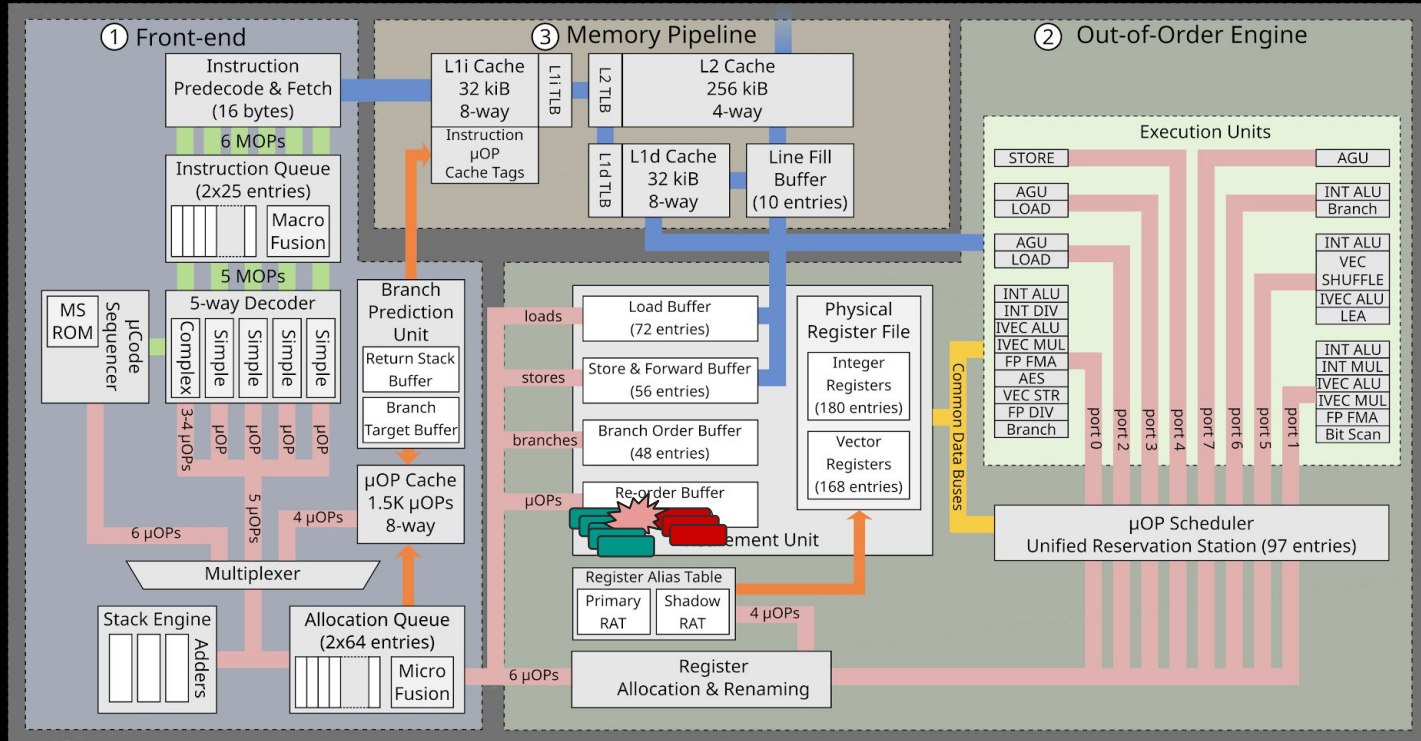 ① Front-end
Instruction
Predecode & Fetch
(16 bytes)
6 MOPs
Instruction Queue
(2x25 entries)
Macro
Fusion
5 MOPs
MS
ROM
μCode
Sequencer
5-way Decoder
Complex
Simple
Simple
Simple
Simple
3-4 μOPs
μOP
μOP
μOP
μOP
Branch
Prediction
Unit
Return Stack
Buffer
Branch
Target Buffer
μOP Cache
1.5K μOPs
8-way
6 μOPs
5 μOPs
4 μOPs
Multiplexer
Stack Engine
Adders
Allocation Queue
(2x64 entries)
Micro
Fusion
③ Memory Pipeline
L1i Cache
32 kiB
8-way
L1i TLB
Instruction
μOP
Cache Tags
L2 TLB
L2 Cache
256 kiB
4-way
L1d TLB
L1d Cache
32 kiB
8-way
Line Fill
Buffer
(10 entries)
② Out-of-Order Engine
loads
Load Buffer
(72 entries)
stores
Store & Forward Buffer
(56 entries)
branches
Branch Order Buffer
(48 entries)
μOPs
Re-order Buffer
Unit
Physical
Register File
Integer
Registers
(180 entries)
Vector
Registers
(168 entries)
Register Alias Table
Primary
RAT
Shadow
RAT
4 μOPs
6 μOPs
Register
Allocation & Renaming
Common Data Buses
Execution Units
STORE
AGU
LOAD
AGU
LOAD
INT ALU
INT DIV
IVEC ALU
IVEC MUL
FP FMA
AES
VEC STR
FP DIV
Branch
port 0
port 2
port 3
port 4
port 7
port 6
port 5
port 1
AGU
INT ALU
Branch
INT ALU
VEC
SHUFFLE
IVEC ALU
LEA
INT ALU
INT MUL
IVEC ALU
IVEC MUL
FP FMA
Bit Scan
μOP Scheduler
Unified Reservation Station (97 entries)